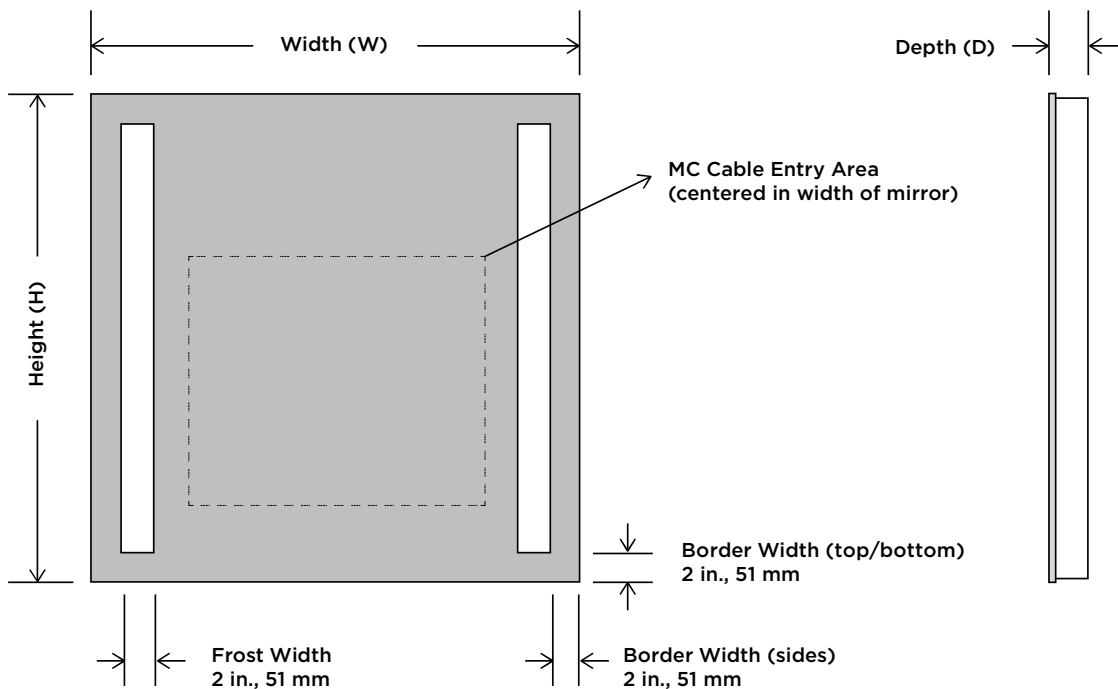 Width (W)
Depth (D)
MC Cable Entry Area
(centered in width of mirror)
Height (H)
Border Width (top/bottom)
2 in., 51 mm
Frost Width
2 in., 51 mm
Border Width (sides)
2 in., 51 mm